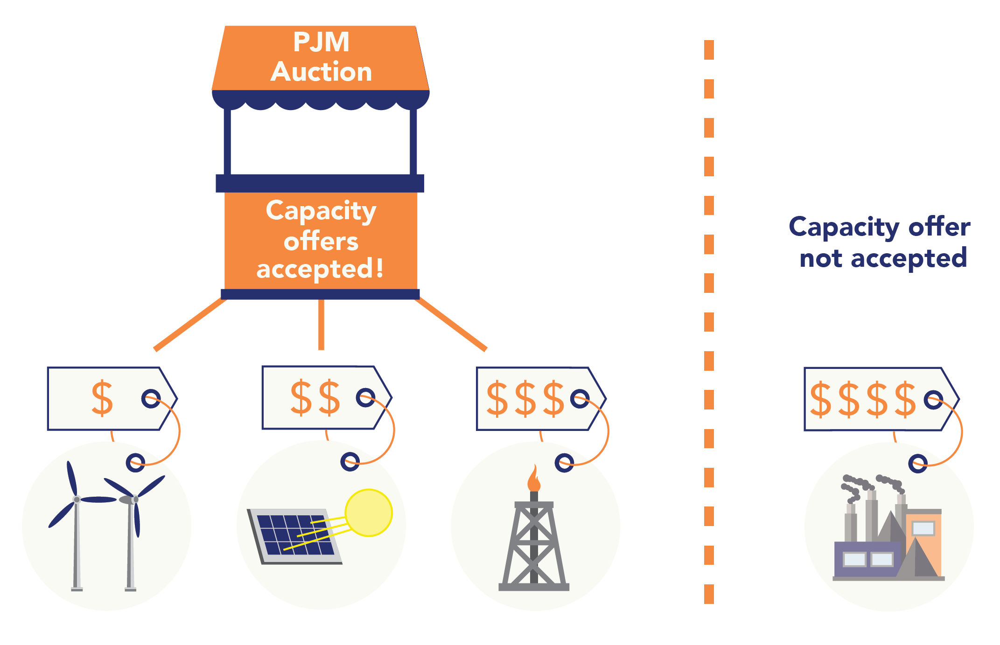 PJM
Auction
Capacity
offers
accepted!
Capacity offer
not accepted
$
$$
$$$
$$$$